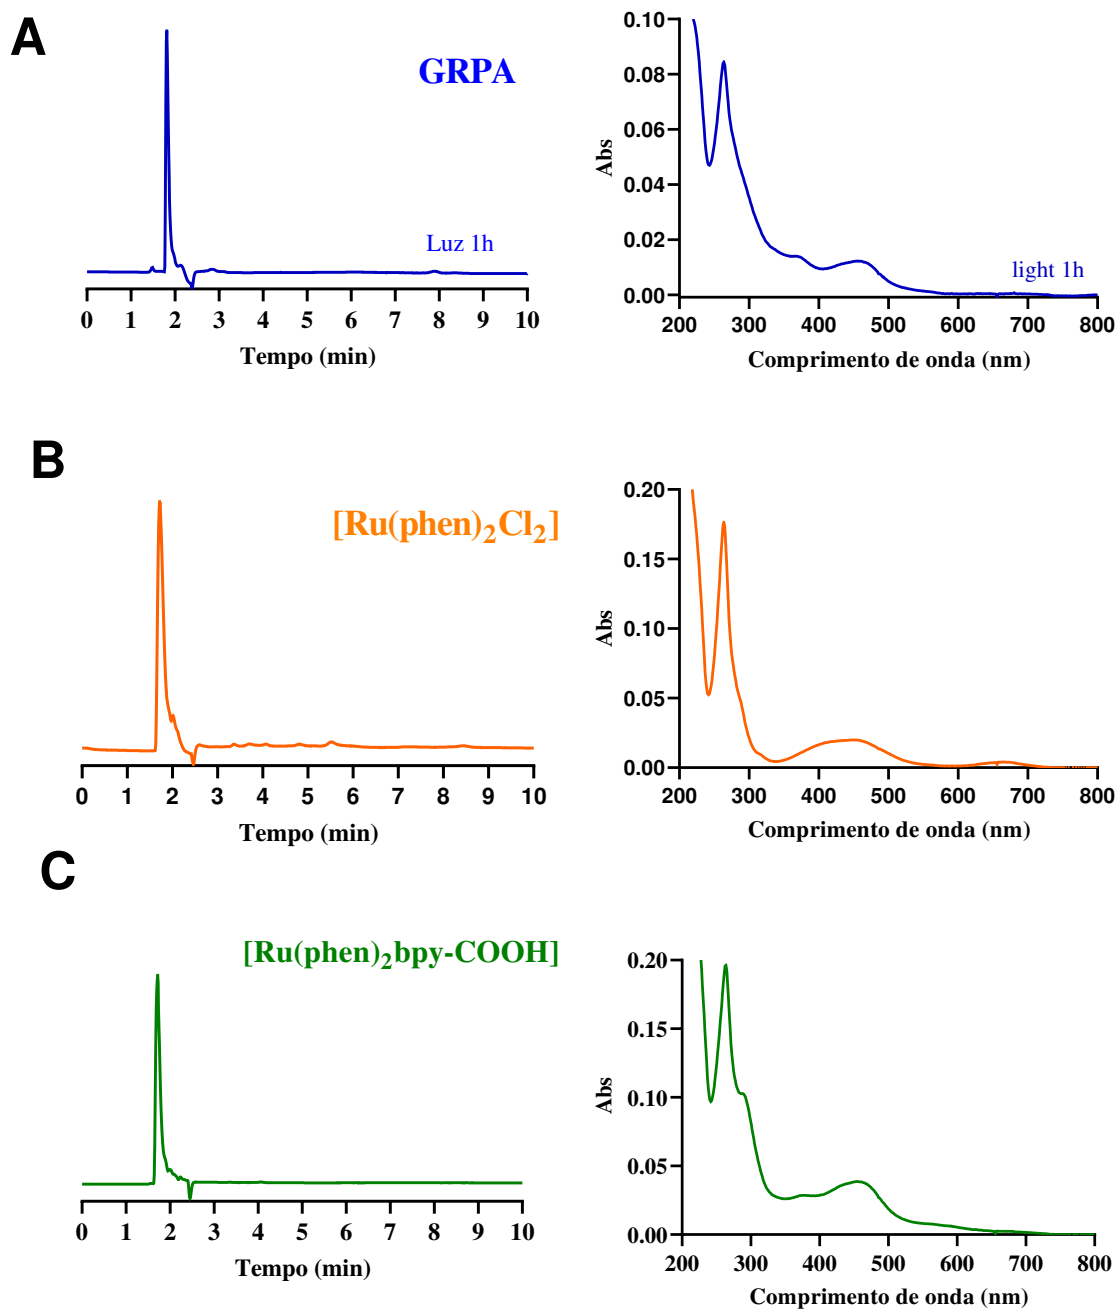 A
GRPA
Luz 1h
0 1 2 3 4 5 6 7 8 9 10
Tempo (min)
0.10
0.08
0.06
0.04
0.02
0.00
Abs
light 1h
200 300 400 500 600 700 800
Comprimento de onda (nm)
B
[Ru(phen)₂Cl₂]
0 1 2 3 4 5 6 7 8 9 10
Tempo (min)
0.20
0.15
0.10
0.05
0.00
Abs
200 300 400 500 600 700 800
Comprimento de onda (nm)
C
[Ru(phen)₂bpy-COOH]
0 1 2 3 4 5 6 7 8 9 10
Tempo (min)
0.20
0.15
0.10
0.05
0.00
Abs
200 300 400 500 600 700 800
Comprimento de onda (nm)